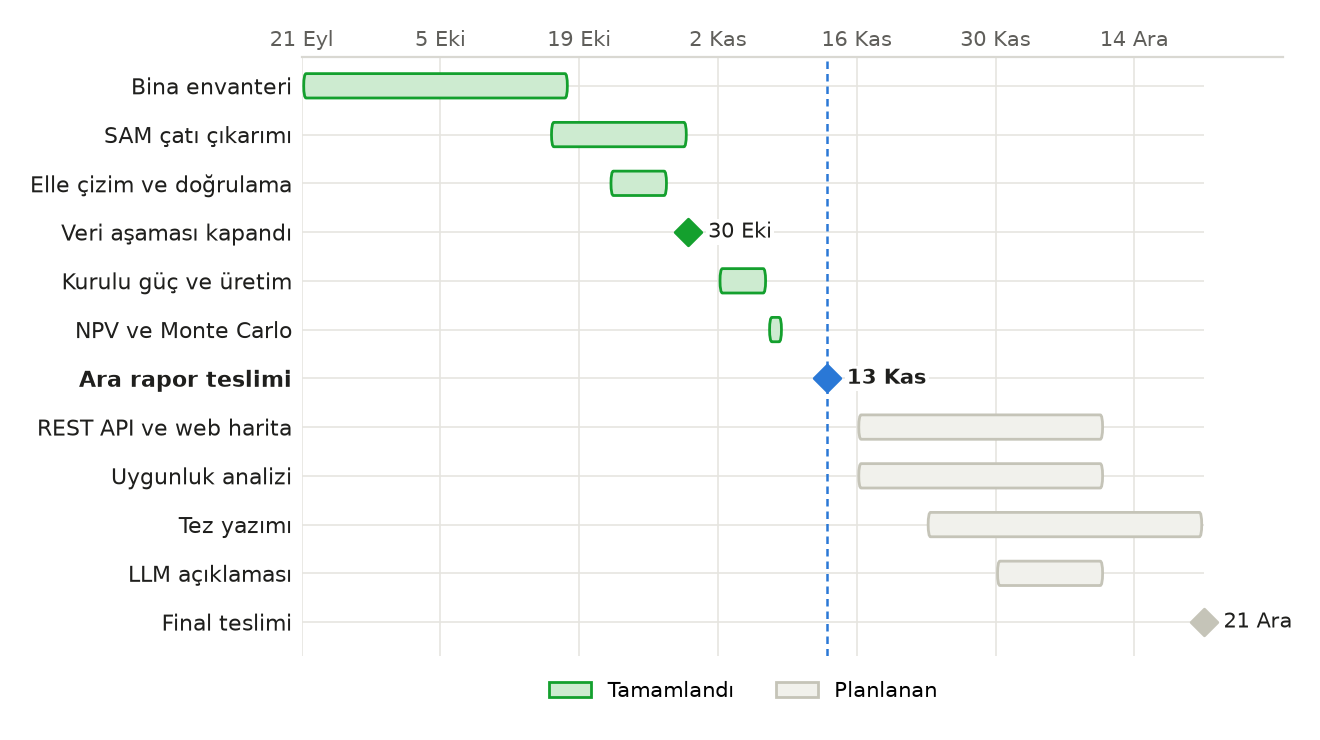 21 Eyl 5 Eki 19 Eki 2 Kas 16 Kas 30 Kas 14 Ara
Bina envanteri
SAM çatı çıkarımı
Elle çizim ve doğrulama
Veri aşaması kapandı 30 Eki
Kurulu güç ve üretim
NPV ve Monte Carlo
Ara rapor teslimi 13 Kas
REST API ve web harita
Uygunluk analizi
Tez yazımı
LLM açıklaması
Final teslimi 21 Ara
Tamamlandı Planlanan